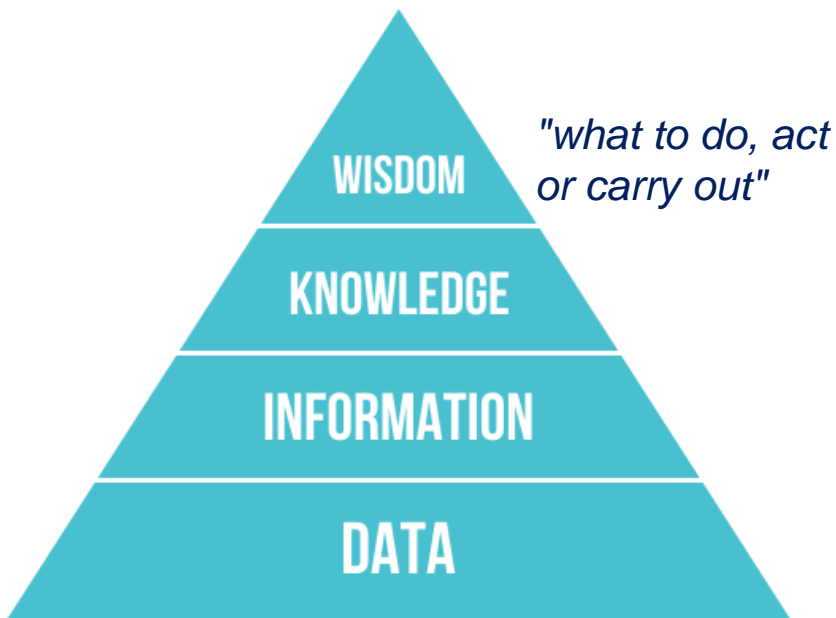 WISDOM
"what to do, act
or carry out"
KNOWLEDGE
INFORMATION
DATA